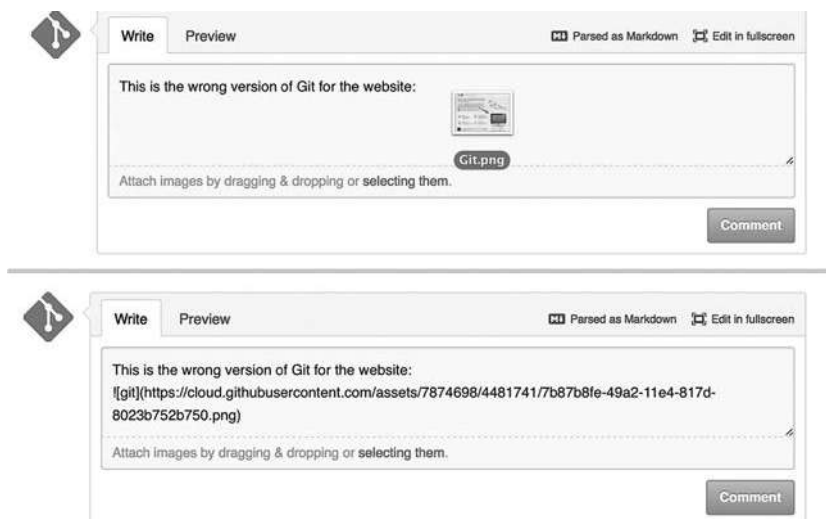 Write Preview Parsed as Markdown Edit in fullscreen
This is the wrong version of Git for the website:
Git.png
Attach images by dragging & dropping or selecting them.
Comment
Write Preview Parsed as Markdown Edit in fullscreen
This is the wrong version of Git for the website:
![git](https://cloud.githubusercontent.com/assets/7874698/4481741/7b87b8fe-49a2-11e4-817d-
8023b752b750.png)
Attach images by dragging & dropping or selecting them.
Comment